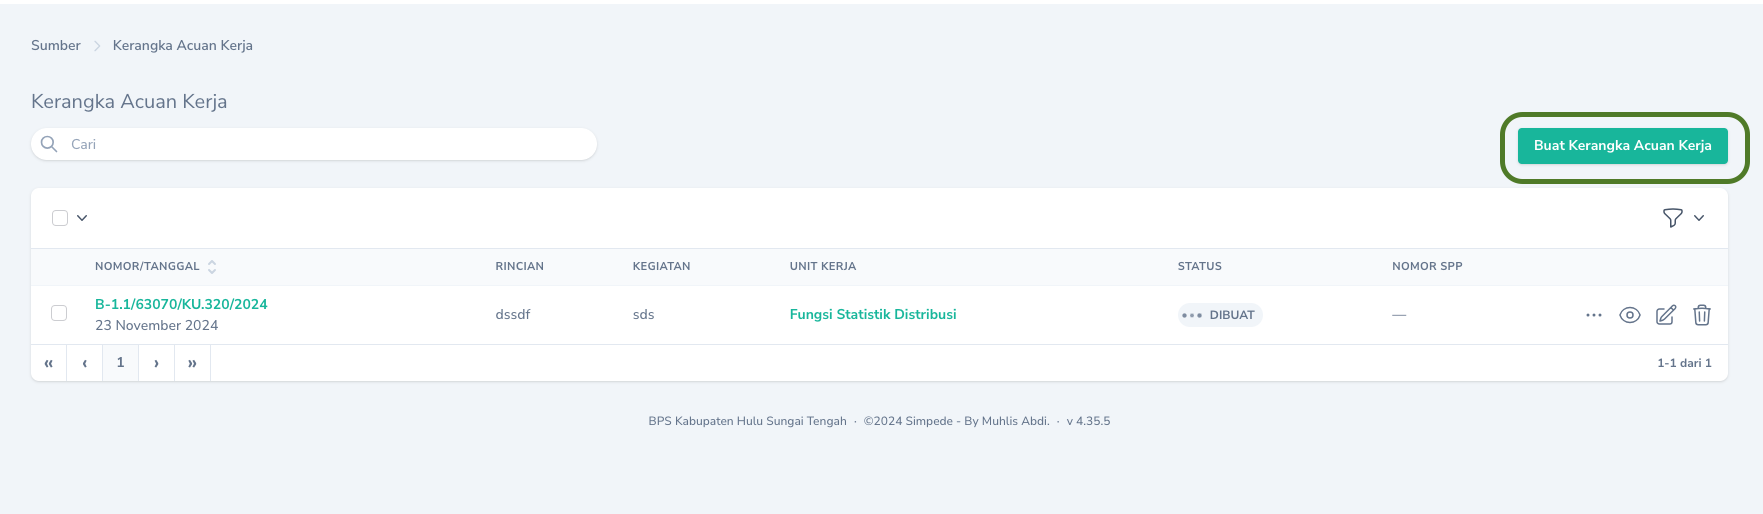 Sumber > Kerangka Acuan Kerja
Kerangka Acuan Kerja
Cari
Buat Kerangka Acuan Kerja
NOMOR/TANGGAL RINCIAN KEGIATAN UNIT KERJA STATUS NOMOR SPP
B-1.1/63070/KU.320/2024
23 November 2024
dssdf sds Fungsi Statistik Distribusi DIBUAT —
« ‹ 1 › » 1-1 dari 1
BPS Kabupaten Hulu Sungai Tengah · ©2024 Simpede - By Muhlis Abdi. · v 4.35.5